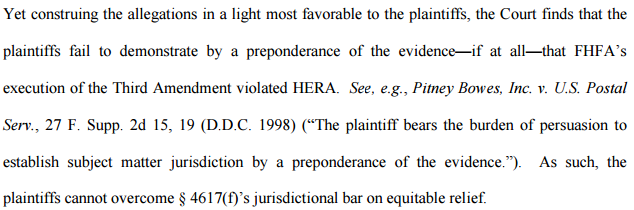 Yet construing the allegations in a light most favorable to the plaintiffs, the Court finds that the
plaintiffs fail to demonstrate by a preponderance of the evidence—if at all—that FHFA’s
execution of the Third Amendment violated HERA.  See, e.g., Pitney Bowes, Inc. v. U.S. Postal
Serv., 27 F. Supp. 2d 15, 19 (D.D.C. 1998) (“The plaintiff bears the burden of persuasion to
establish subject matter jurisdiction by a preponderance of the evidence.”).  As such, the
plaintiffs cannot overcome § 4617(f)’s jurisdictional bar on equitable relief.